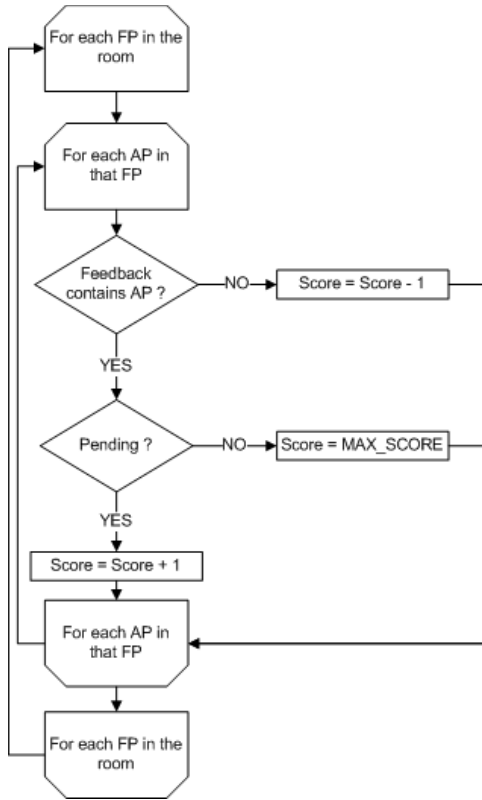 For each FP in the
room
For each AP in
that FP
Feedback
contains AP ?
NO
Score = Score - 1
YES
Pending ?
NO
Score = MAX_SCORE
YES
Score = Score + 1
For each AP in
that FP
For each FP in the
room